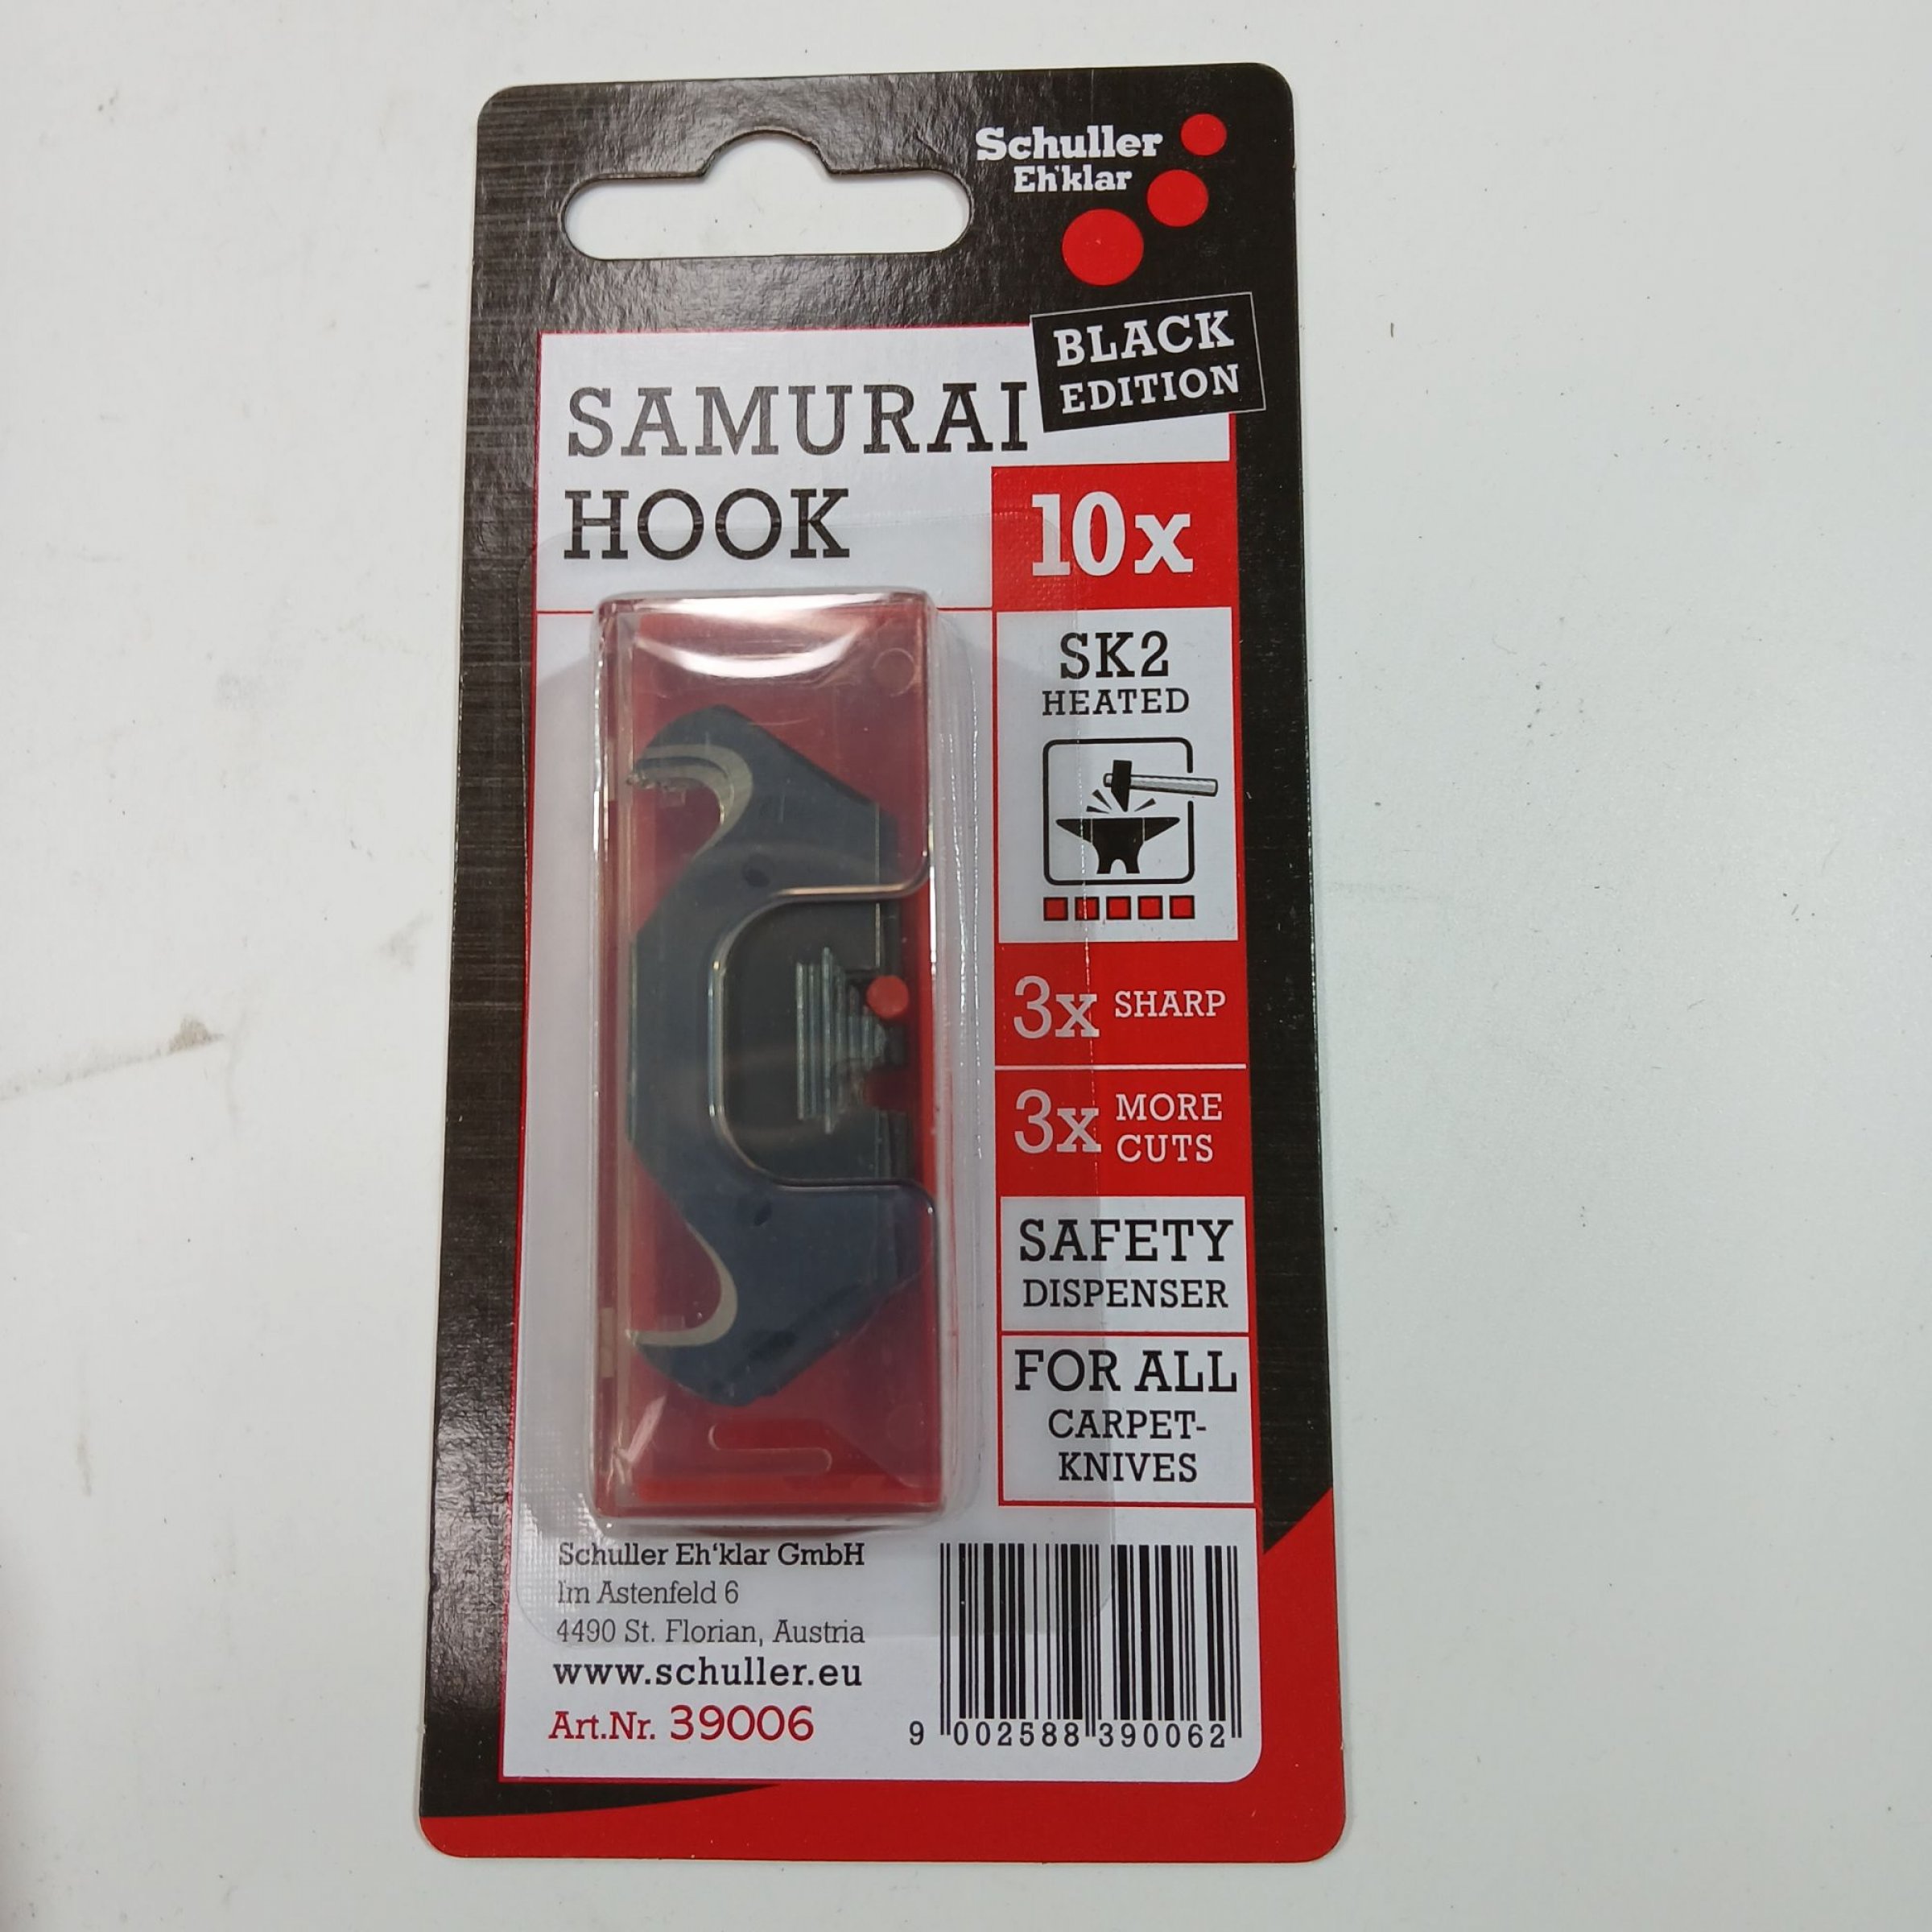 Schuller
Eh'klar
BLACK
EDITION
SAMURAI
HOOK
10x
SK2
HEATED
3x SHARP
3x MORE
CUTS
SAFETY
DISPENSER
FOR ALL
CARPET-
KNIVES
Schuller Eh‘klar GmbH
Im Astenfeld 6
4490 St. Florian, Austria
www.schuller.eu
Art.Nr. 39006
9 002588 390062